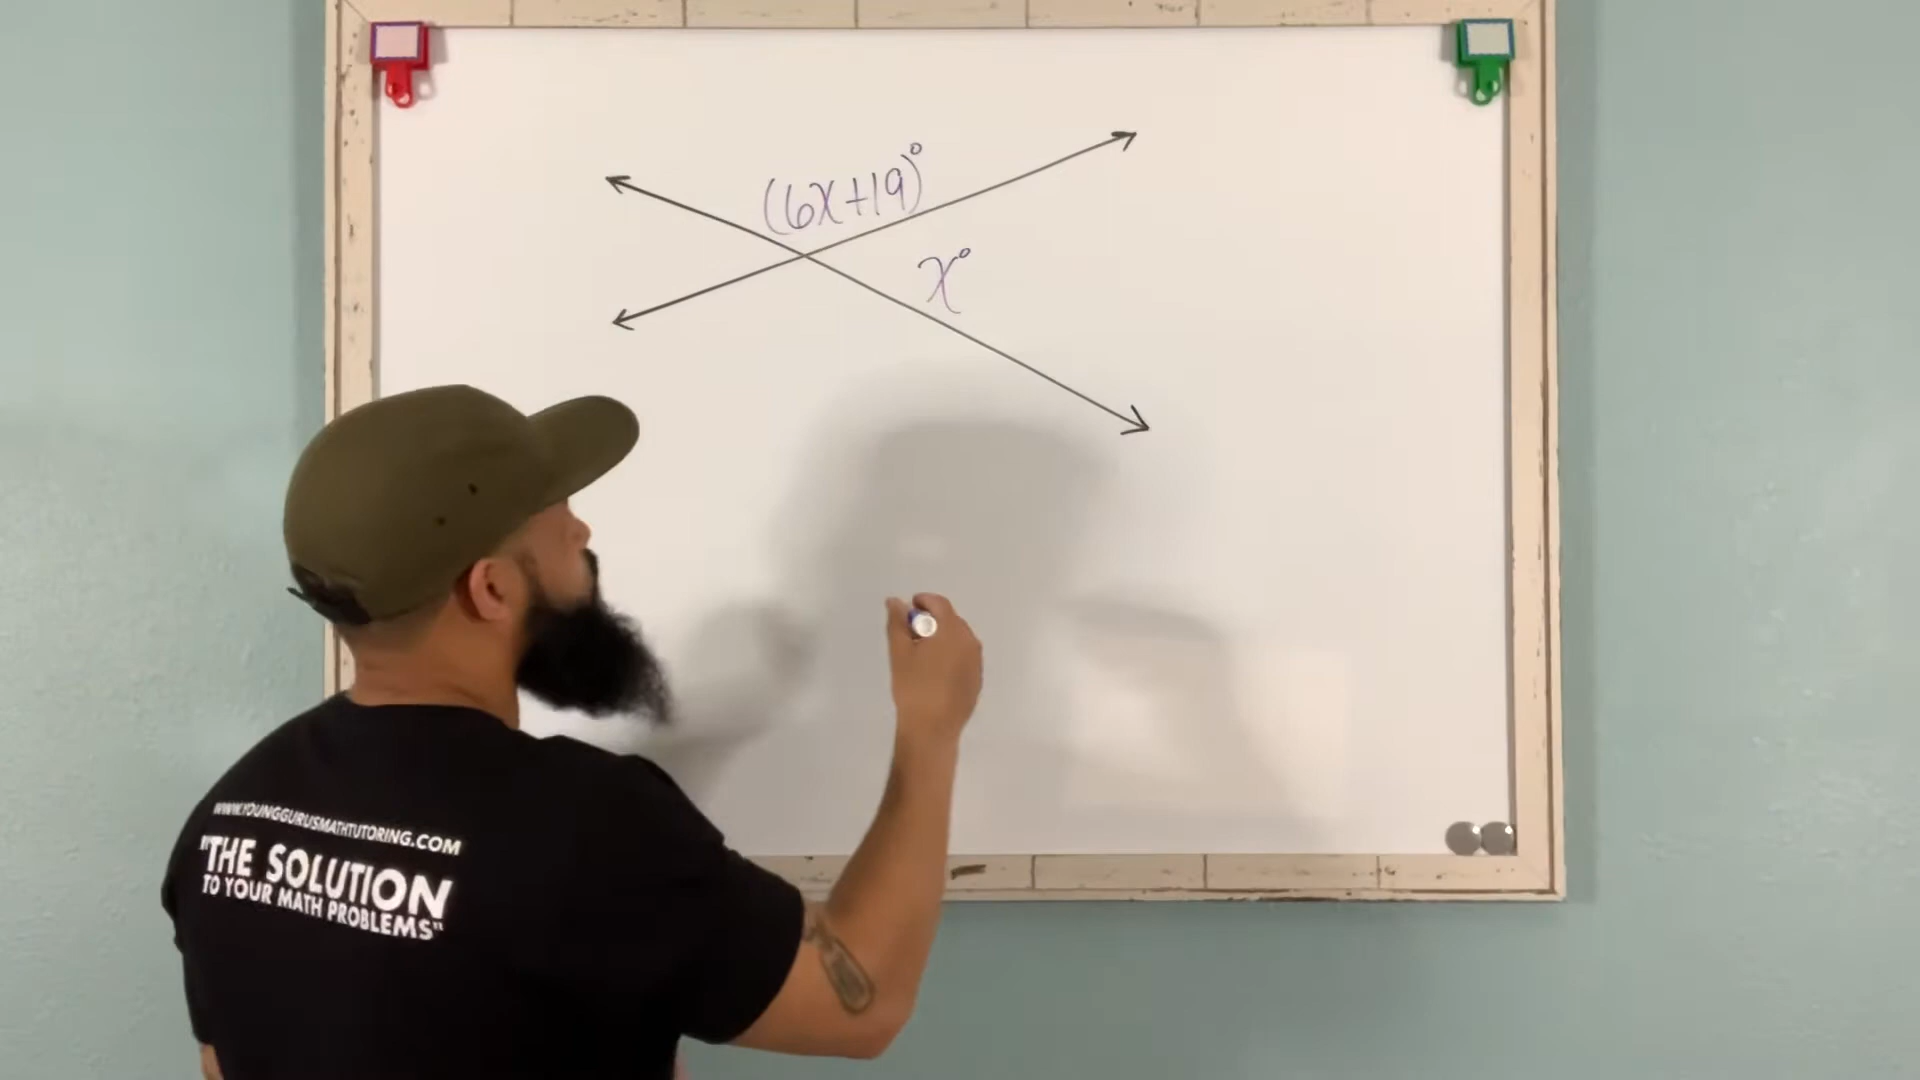 (6x+19)°
x°
WWW.YOUNGGURUSMATHTUTORING.COM
"THE SOLUTION
TO YOUR MATH PROBLEMS"